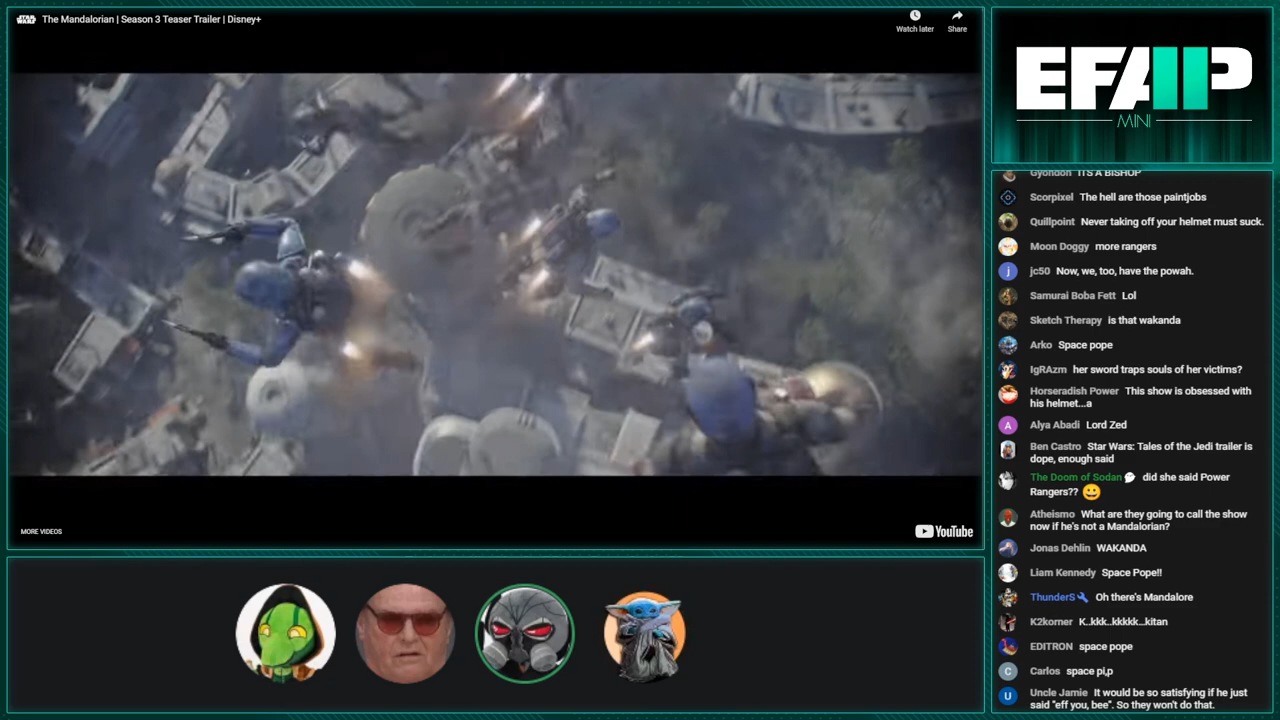 STAR WARS
The Mandalorian | Season 3 Teaser Trailer | Disney+
Watch later
Share
MORE VIDEOS
YouTube
EFAP
MINI
Gyondon ITS A BISHOP
Scorpixel The hell are those paintjobs
Quillpoint Never taking off your helmet must suck.
Moon Doggy more rangers
j jc50 Now, we, too, have the powah.
Samurai Boba Fett Lol
Sketch Therapy is that wakanda
Arko Space pope
IgRAzm her sword traps souls of her victims?
Horseradish Power This show is obsessed with
his helmet...a
A Alya Abadi Lord Zed
Ben Castro Star Wars: Tales of the Jedi trailer is
dope, enough said
The Doom of Sodan did she said Power
Rangers?? 😀
Atheismo What are they going to call the show
now if he's not a Mandalorian?
Jonas Dehlin WAKANDA
Liam Kennedy Space Pope!!
ThunderS Oh there's Mandalore
K2korner K..kkk..kkkkk...kitan
EDITRON space pope
C Carlos space pi,p
U Uncle Jamie It would be so satisfying if he just
said "eff you, bee". So they won't do that.